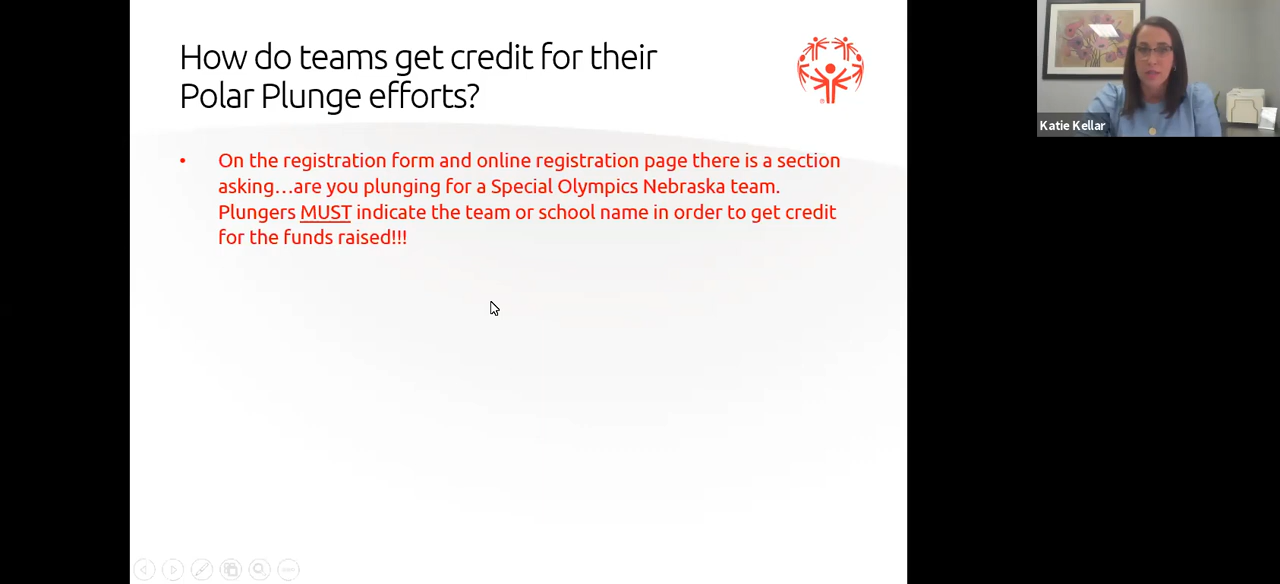 How do teams get credit for their
Polar Plunge efforts?
• On the registration form and online registration page there is a section
asking…are you plunging for a Special Olympics Nebraska team.
Plungers MUST indicate the team or school name in order to get credit
for the funds raised!!!
Katie Kellar